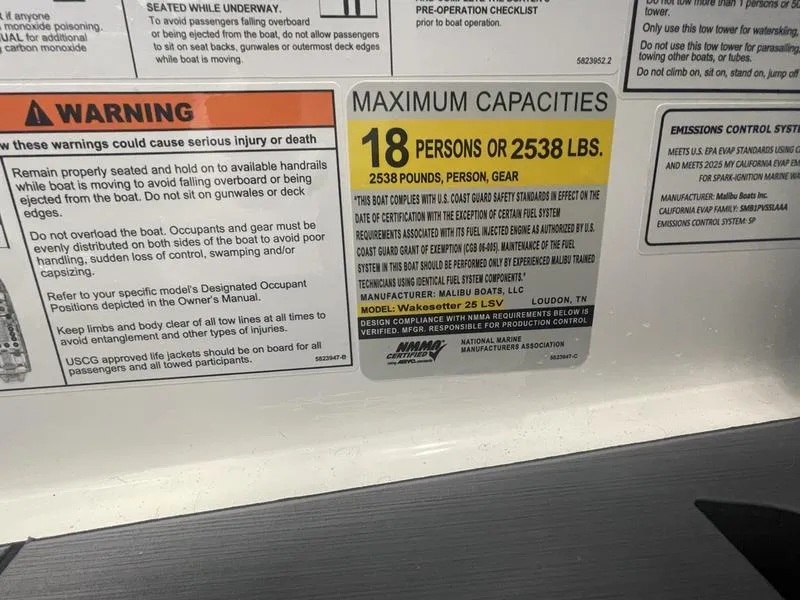 if anyone
monoxide poisoning.
UAL for additional
carbon monoxide
SEATED WHILE UNDERWAY.
To avoid passengers falling overboard
or being ejected from the boat, do not allow passengers
to sit on seat backs, gunwales or outermost deck edges
while boat is moving.
PRE-OPERATION CHECKLIST
prior to boat operation.
5823952.2
Do not tow more than 1 persons or
tower.
Only use this tow tower for waterskiing,
Do not use this tow tower for parasailing
towing other boats, or tubes.
Do not climb on, sit on, stand on, jump off
WARNING
w these warnings could cause serious injury or death
Remain properly seated and hold on to available handrails
while boat is moving to avoid falling overboard or being
ejected from the boat. Do not sit on gunwales or deck
edges.
Do not overload the boat. Occupants and gear must be
evenly distributed on both sides of the boat to avoid poor
handling, sudden loss of control, swamping and/or
capsizing.
Refer to your specific model's Designated Occupant
Positions depicted in the Owner's Manual.
Keep limbs and body clear of all tow lines at all times to
avoid entanglement and other types of injuries.
USCG approved life jackets should be on board for all
passengers and all towed participants.
5823947-B
MAXIMUM CAPACITIES
18 PERSONS OR 2538 LBS.
2538 POUNDS, PERSON, GEAR
"THIS BOAT COMPLIES WITH U.S. COAST GUARD SAFETY STANDARDS IN EFFECT ON THE
DATE OF CERTIFICATION WITH THE EXCEPTION OF CERTAIN FUEL SYSTEM
REQUIREMENTS ASSOCIATED WITH ITS FUEL INJECTED ENGINE AS AUTHORIZED BY U.S.
COAST GUARD GRANT OF EXEMPTION (CGB 06-005). MAINTENANCE OF THE FUEL
SYSTEM IN THIS BOAT SHOULD BE PERFORMED ONLY BY EXPERIENCED MALIBU TRAINED
TECHNICIANS USING IDENTICAL FUEL SYSTEM COMPONENTS."
MANUFACTURER: MALIBU BOATS, LLC
MODEL: Wakesetter 25 LSV LOUDON, TN
DESIGN COMPLIANCE WITH NMMA REQUIREMENTS BELOW IS
VERIFIED. MFGR. RESPONSIBLE FOR PRODUCTION CONTROL
NMMA
CERTIFIED
using ABYC standards
NATIONAL MARINE
MANUFACTURERS ASSOCIATION
5823947-C
EMISSIONS CONTROL SYST
MEETS U.S. EPA EVAP STANDARDS USING C
AND MEETS 2025 MY CALIFORNIA EVAP EM
FOR SPARK-IGNITION MARINE WA
MANUFACTURER: Malibu Boats Inc.
CALIFORNIA EVAP FAMILY: SMB1PVSSLAAA
EMISSIONS CONTROL SYSTEM: SP